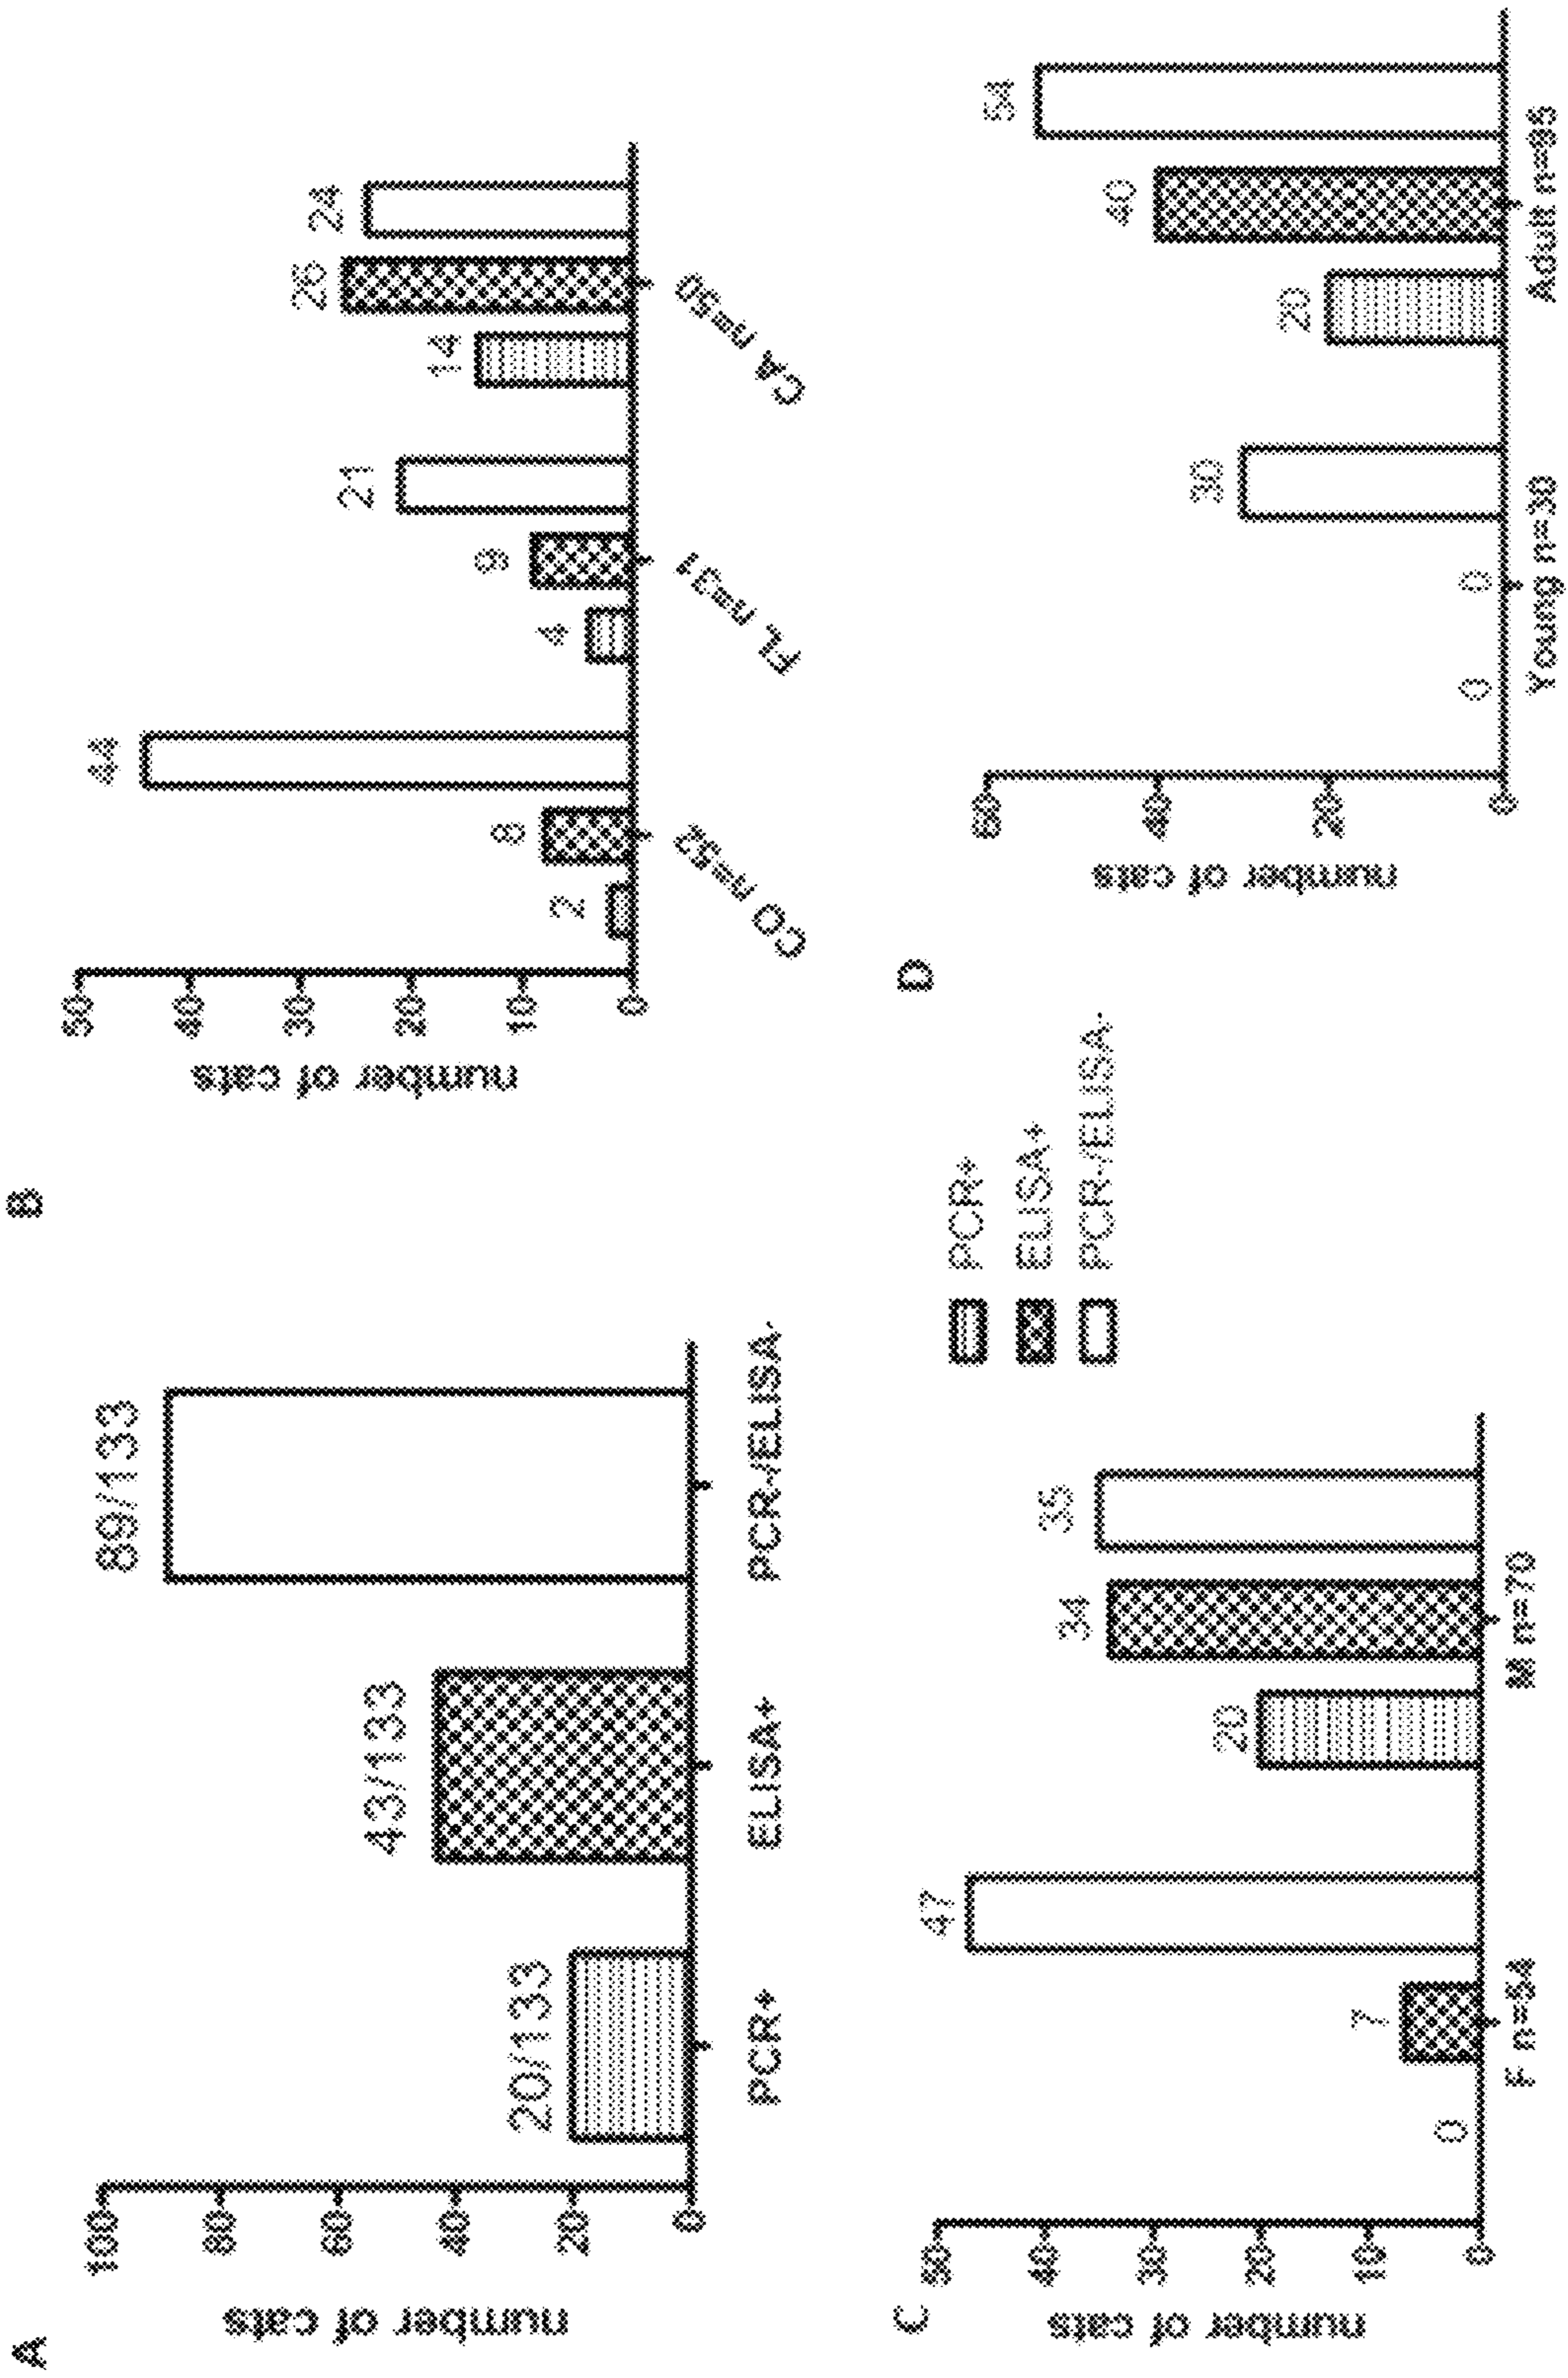 A
number of cats
100
80
60
40
20
0
20/133
43/133
89/133
PCR+
ELISA+
PCR-/ELISA-
B
number of cats
50
40
30
20
10
0
2
8
44
4
9
21
14
26
24
CO n=52
FL n=31
CA n=50
C
number of cats
50
40
30
20
10
0
0
7
47
20
34
35
F n=54
M n=70
PCR+
ELISA+
PCR-/ELISA-
D
number of cats
60
40
20
0
0
0
30
20
40
54
Young n=30
Adult n=95